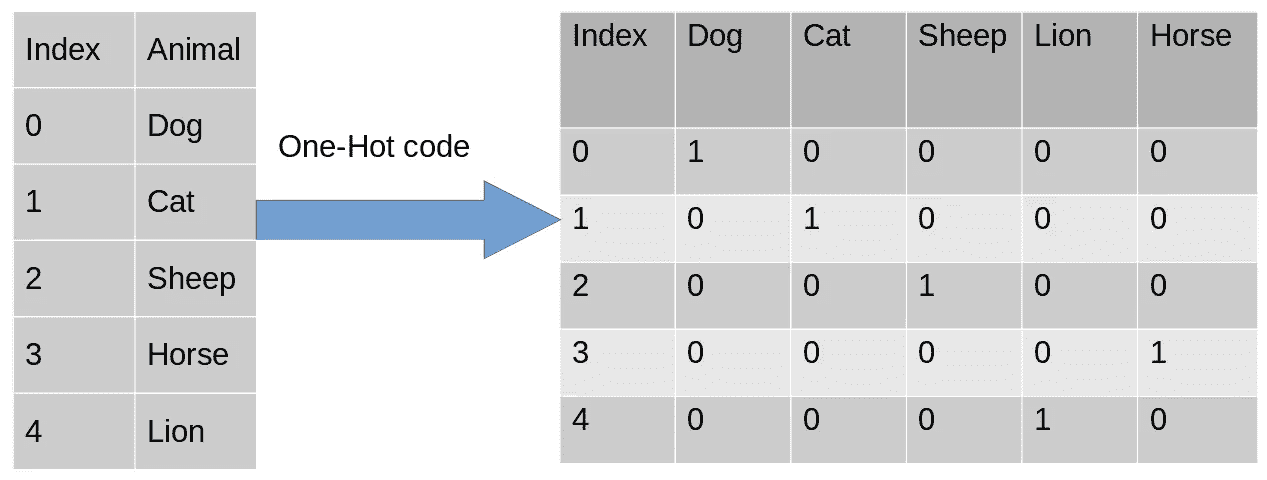 Index Animal
0 Dog
1 Cat
2 Sheep
3 Horse
4 Lion
One-Hot code
Index Dog Cat Sheep Lion Horse
0 1 0 0 0 0
1 0 1 0 0 0
2 0 0 1 0 0
3 0 0 0 0 1
4 0 0 0 1 0